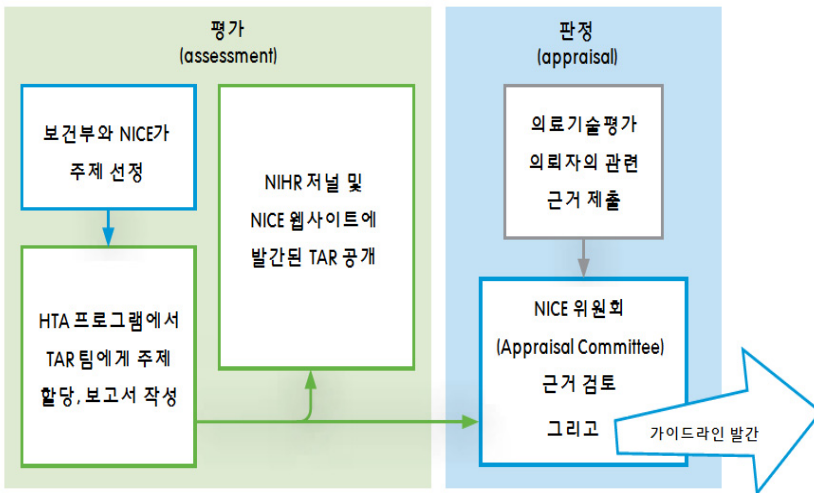 평가
(assessment)
보건부와 NICE가
주제 선정
HTA 프로그램에서
TAR 팀에게 주제
할당, 보고서 작성
NIHR 저널 및
NICE 웹사이트에
발간된 TAR 공개
판정
(appraisal)
의료기술평가
의뢰자의 관련
근거 제출
NICE 위원회
(Appraisal Committee)
근거 검토
그리고
가이드라인 발간